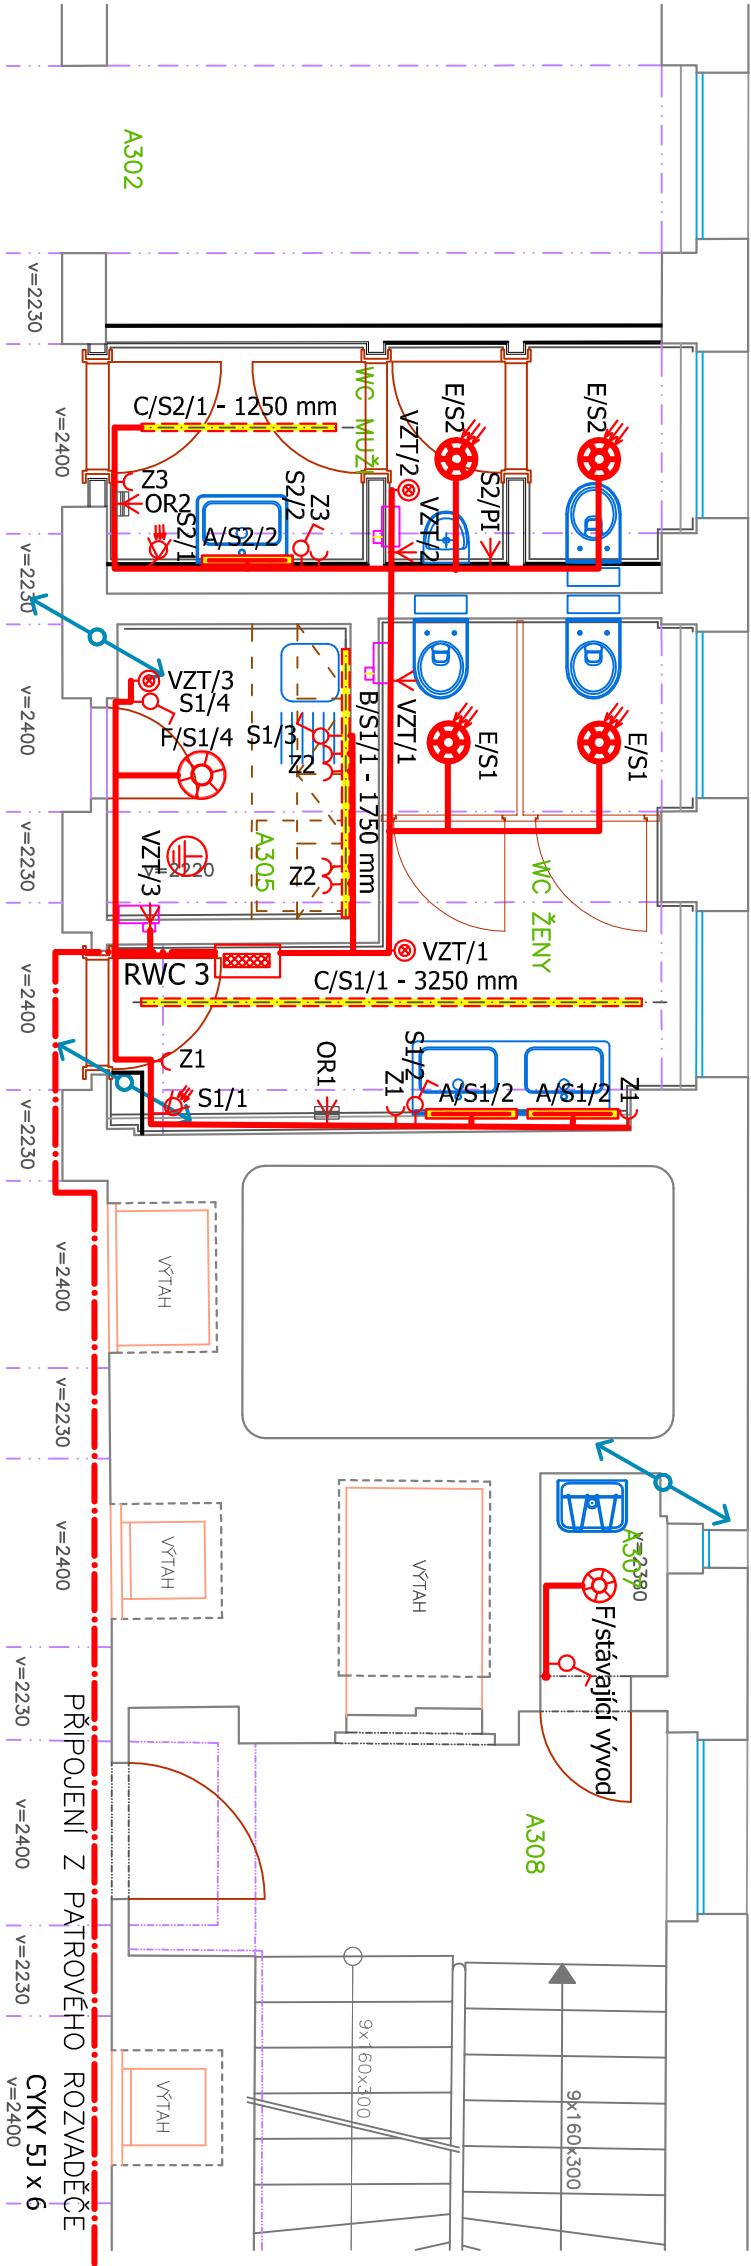 A302
v=2230
v=2400
C/S2/1 - 1250 mm
WC MUŽI
E/S2
E/S2
VZT/2
Z3
OR2
S2/1
A/S2/2
S2/2
Z3
VZT/2
S2/PI
v=2230
v=2400
VZT/3
S1/4
F/S1/4
S1/3
Z2
B/S1/1 - 1750 mm
VZT/1
E/S1
E/S1
v=2230
VZT/3
v=2220
A305
Z2
WC ŽENY
VZT/1
RWC 3
C/S1/1 - 3250 mm
v=2400
Z1
S1/1
OR1
Z1
S1/2
A/S1/2
A/S1/2
Z1
v=2230
v=2400
VÝTAH
v=2230
v=2400
VÝTAH
VÝTAH
A307
v=2380
F/stávající vývod
v=2230
v=2400
A308
v=2230
9x160x300
9x160x300
VÝTAH
v=2400
PŘIPOJENÍ Z PATROVÉHO ROZVADĚČE
CYKY 5J x 6